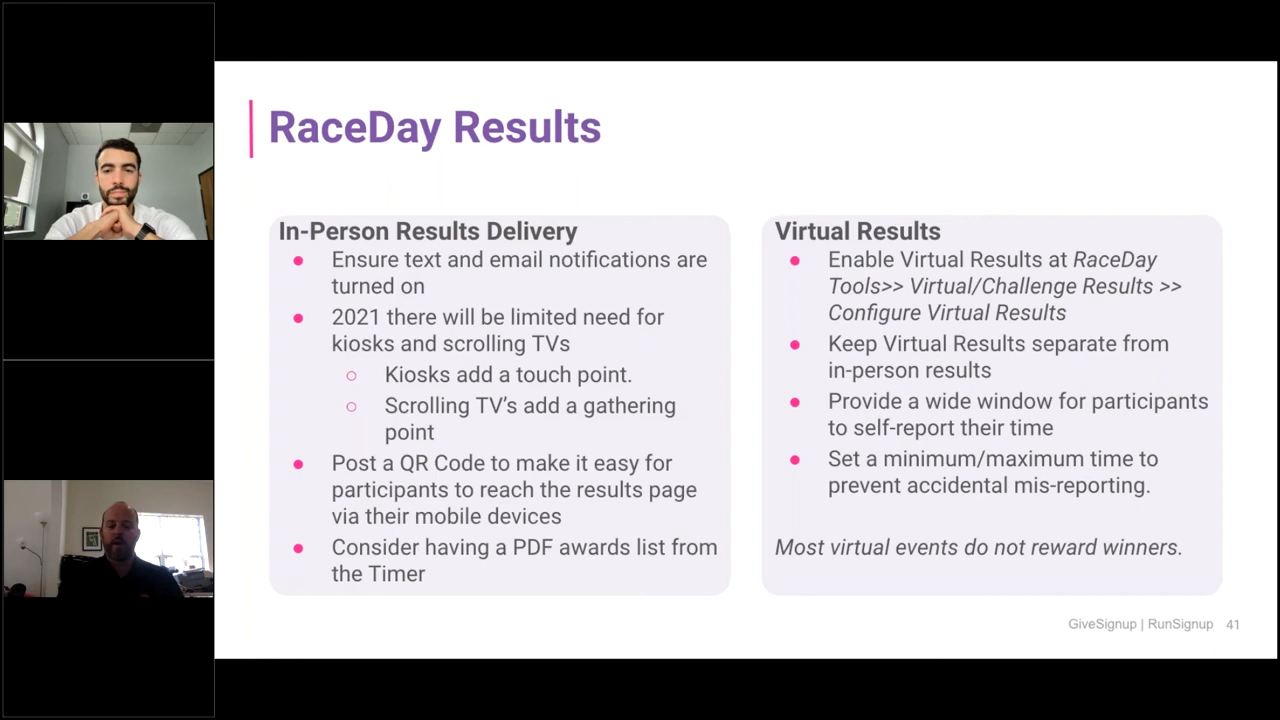 RaceDay Results
In-Person Results Delivery
● Ensure text and email notifications are
turned on
● 2021 there will be limited need for
kiosks and scrolling TVs
○ Kiosks add a touch point.
○ Scrolling TV’s add a gathering
point
● Post a QR Code to make it easy for
participants to reach the results page
via their mobile devices
● Consider having a PDF awards list from
the Timer
Virtual Results
● Enable Virtual Results at RaceDay
Tools>> Virtual/Challenge Results >>
Configure Virtual Results
● Keep Virtual Results separate from
in-person results
● Provide a wide window for participants
to self-report their time
● Set a minimum/maximum time to
prevent accidental mis-reporting.
Most virtual events do not reward winners.
GiveSignup | RunSignup 41